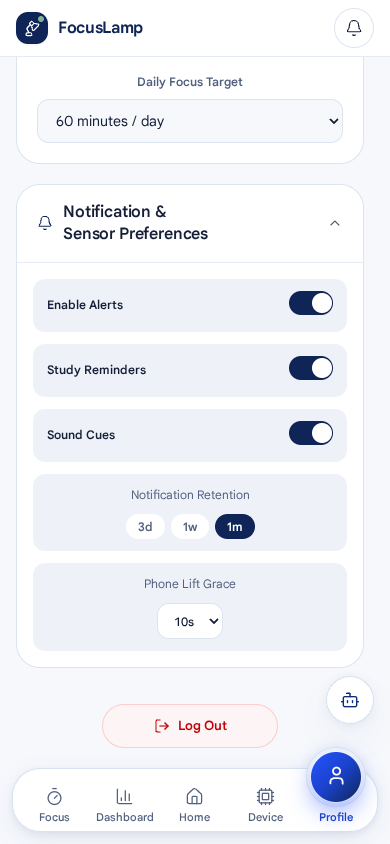 FocusLamp
Daily Focus Target
60 minutes / day
Notification &
Sensor Preferences
Enable Alerts
Study Reminders
Sound Cues
Notification Retention
3d 1w 1m
Phone Lift Grace
10s
Log Out
Focus Dashboard Home Device Profile